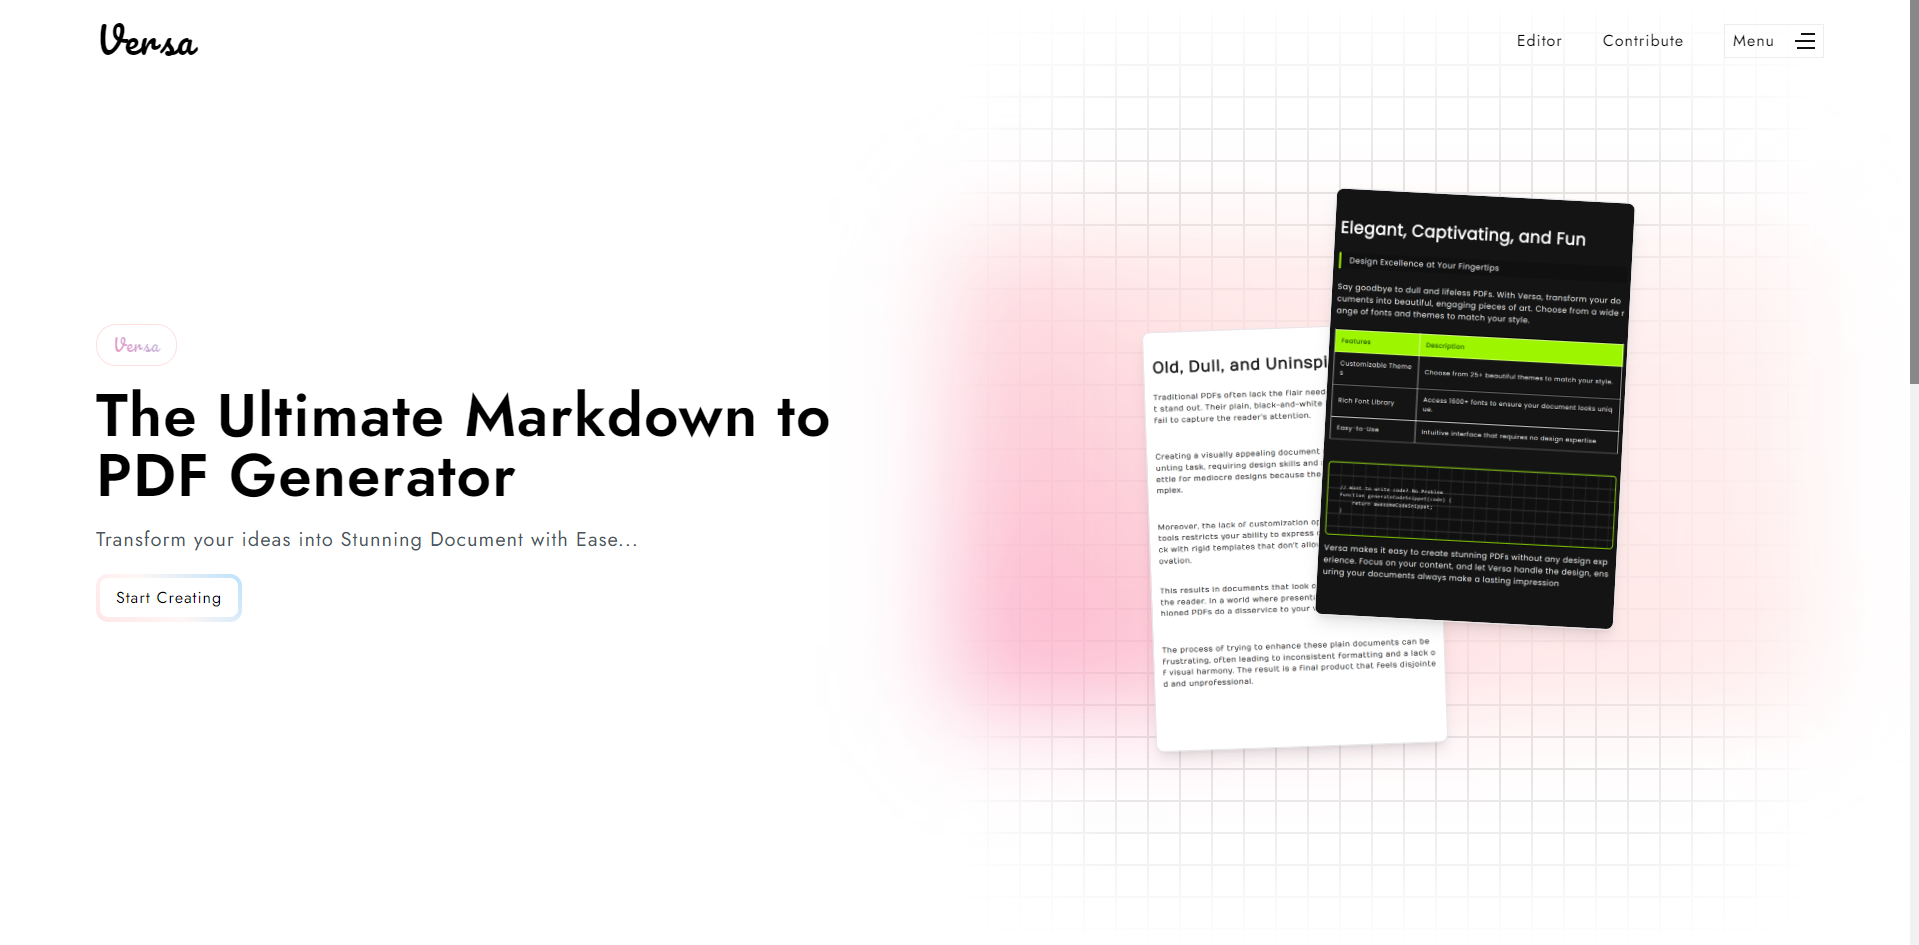 Versa
Editor
Contribute
Menu
Versa
The Ultimate Markdown to
PDF Generator
Transform your ideas into Stunning Document with Ease...
Start Creating
Old, Dull, and Uninspi
Traditional PDFs often lack the flair need
t stand out. Their plain, black-and-white
fail to capture the reader's attention.
Creating a visually appealing document
unting task, requiring design skills and
ettle for mediocre designs because the
mplex.
Moreover, the lack of customization op
tools restricts your ability to express
ck with rigid templates that don't allo
ovation.
This results in documents that look o
the reader. In a world where presenti
hioned PDFs do a disservice to your
The process of trying to enhance these plain documents can be
frustrating, often leading to inconsistent formatting and a lack o
f visual harmony. The result is a final product that feels disjointe
d and unprofessional.
Elegant, Captivating, and Fun
Design Excellence at Your Fingertips
Say goodbye to dull and lifeless PDFs. With Versa, transform your do
cuments into beautiful, engaging pieces of art. Choose from a wide r
ange of fonts and themes to match your style.
Features
Description
Customizable Theme
s
Choose from 25+ beautiful themes to match your style.
Rich Font Library
Access 1600+ fonts to ensure your document looks uniq
ue.
Easy-to-Use
Intuitive interface that requires no design expertise
// Want to write code? No Problem
function generateCodeSnippet(code) {
return awesomeCodeSnippet;
}
Versa makes it easy to create stunning PDFs without any design exp
erience. Focus on your content, and let Versa handle the design, ens
uring your documents always make a lasting impression